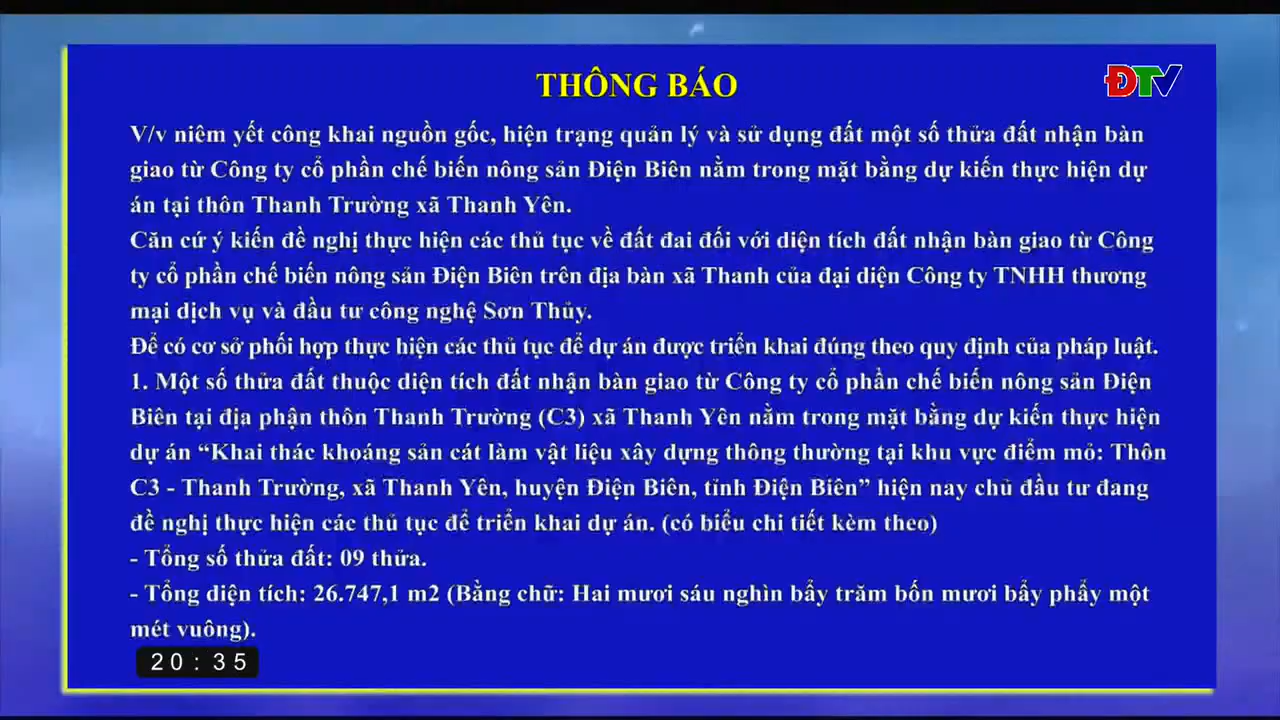 THÔNG BÁO
ĐTV
V/v niêm yết công khai nguồn gốc, hiện trạng quản lý và sử dụng đất một số thửa đất nhận bàn
giao từ Công ty cổ phần chế biến nông sản Điện Biên nằm trong mặt bằng dự kiến thực hiện dự
án tại thôn Thanh Trường xã Thanh Yên.
Căn cứ ý kiến đề nghị thực hiện các thủ tục về đất đai đối với diện tích đất nhận bàn giao từ Công
ty cổ phần chế biến nông sản Điện Biên trên địa bàn xã Thanh của đại diện Công ty TNHH thương
mại dịch vụ và đầu tư công nghệ Sơn Thủy.
Để có cơ sở phối hợp thực hiện các thủ tục để dự án được triển khai đúng theo quy định của pháp luật.
1. Một số thửa đất thuộc diện tích đất nhận bàn giao từ Công ty cổ phần chế biến nông sản Điện
Biên tại địa phận thôn Thanh Trường (C3) xã Thanh Yên nằm trong mặt bằng dự kiến thực hiện
dự án “Khai thác khoáng sản cát làm vật liệu xây dựng thông thường tại khu vực điểm mỏ: Thôn
C3 - Thanh Trường, xã Thanh Yên, huyện Điện Biên, tỉnh Điện Biên” hiện nay chủ đầu tư đang
đề nghị thực hiện các thủ tục để triển khai dự án. (có biểu chi tiết kèm theo)
- Tổng số thửa đất: 09 thửa.
- Tổng diện tích: 26.747,1 m2 (Bằng chữ: Hai mươi sáu nghìn bẩy trăm bốn mươi bẩy phẩy một
mét vuông).
20:35